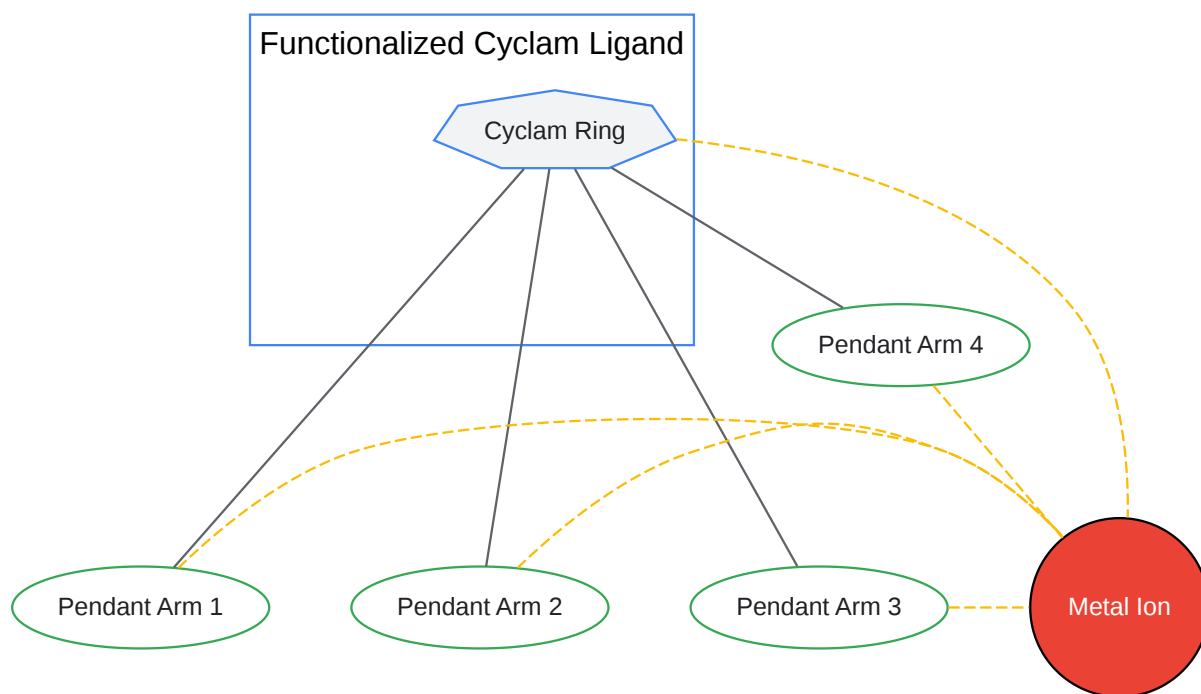 Functionalized Cyclam Ligand
Cyclam Ring
Pendant Arm 4
Pendant Arm 1
Pendant Arm 2
Pendant Arm 3
Metal Ion